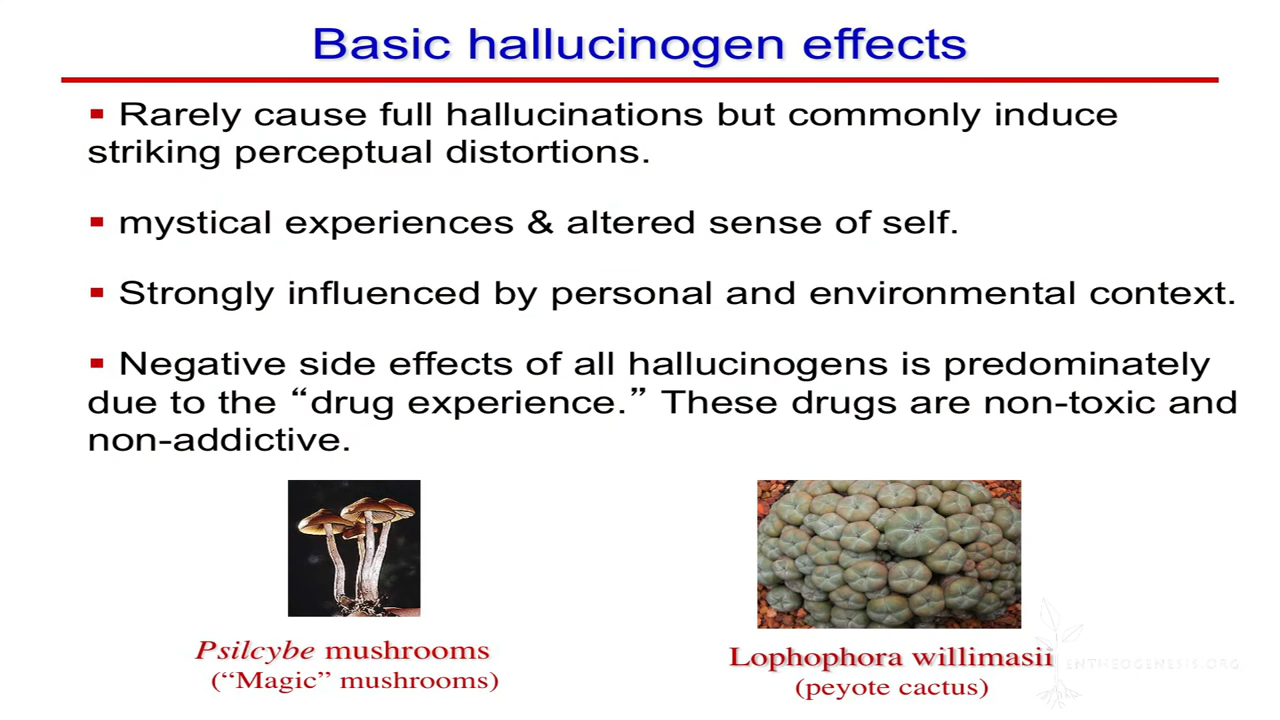 Basic hallucinogen effects
▪ Rarely cause full hallucinations but commonly induce
striking perceptual distortions.
▪ mystical experiences & altered sense of self.
▪ Strongly influenced by personal and environmental context.
▪ Negative side effects of all hallucinogens is predominately
due to the “drug experience.” These drugs are non-toxic and
non-addictive.
Psilcybe mushrooms
(“Magic” mushrooms)
Lophophora willimasii
(peyote cactus)
ENTHEOGENESIS.ORG